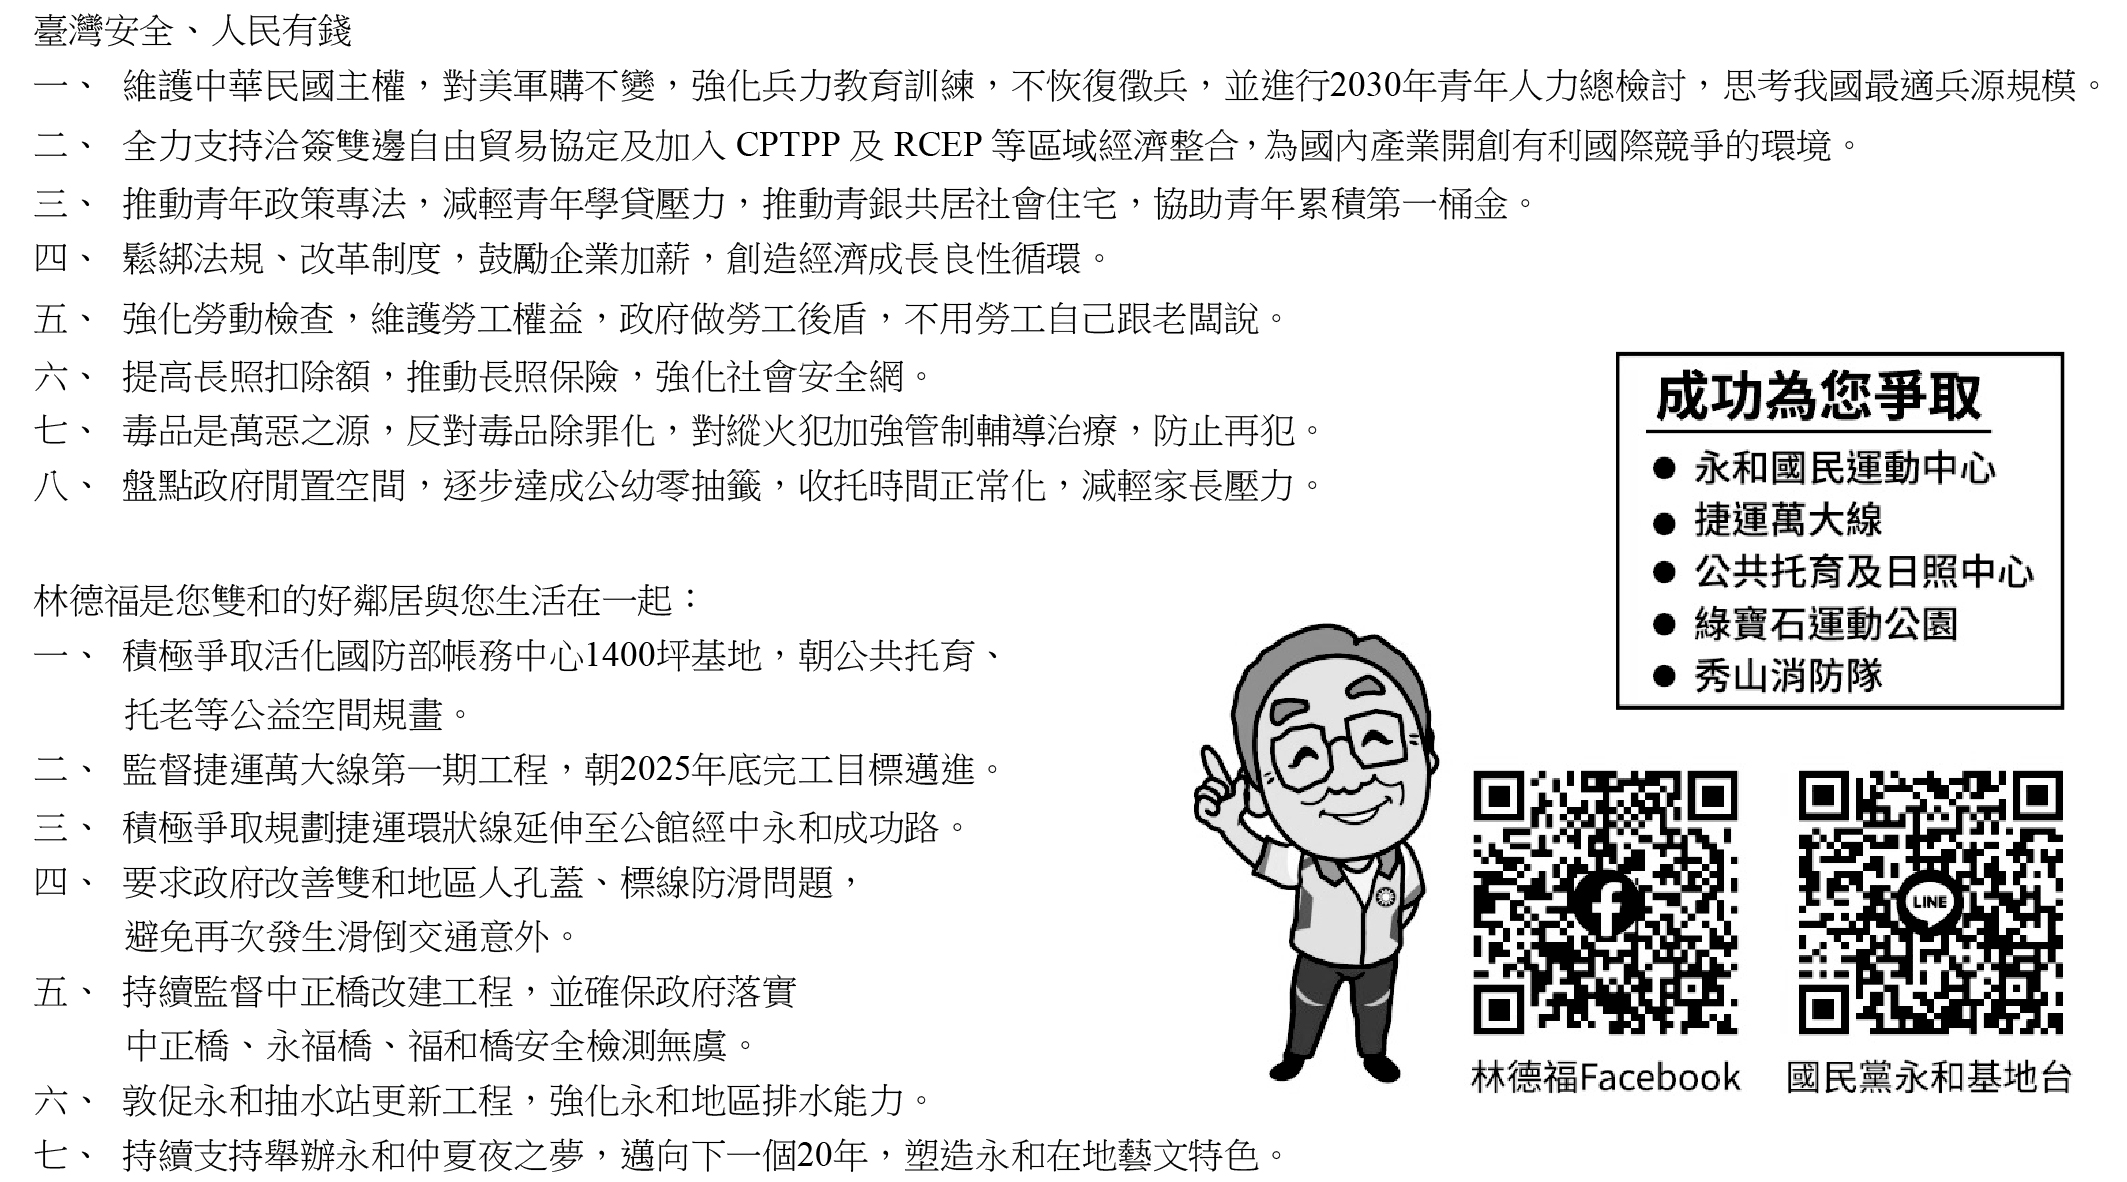 臺灣安全、人民有錢
一、 維護中華民國主權，對美軍購不變，強化兵力教育訓練，不恢復徵兵，並進行2030年青年人力總檢討，思考我國最適兵源規模。
二、 全力支持洽簽雙邊自由貿易協定及加入 CPTPP 及 RCEP 等區域經濟整合，為國內產業開創有利國際競爭的環境。
三、 推動青年政策專法，減輕青年學貸壓力，推動青銀共居社會住宅，協助青年累積第一桶金。
四、 鬆綁法規、改革制度，鼓勵企業加薪，創造經濟成長良性循環。
五、 強化勞動檢查，維護勞工權益，政府做勞工後盾，不用勞工自己跟老闆說。
六、 提高長照扣除額，推動長照保險，強化社會安全網。
七、 毒品是萬惡之源，反對毒品除罪化，對縱火犯加強管制輔導治療，防止再犯。
八、 盤點政府閒置空間，逐步達成公幼零抽籤，收托時間正常化，減輕家長壓力。
林德福是您雙和的好鄰居與您生活在一起：
一、 積極爭取活化國防部帳務中心1400坪基地，朝公共托育、
托老等公益空間規畫。
二、 監督捷運萬大線第一期工程，朝2025年底完工目標邁進。
三、 積極爭取規劃捷運環狀線延伸至公館經中永和成功路。
四、 要求政府改善雙和地區人孔蓋、標線防滑問題，
避免再次發生滑倒交通意外。
五、 持續監督中正橋改建工程，並確保政府落實
中正橋、永福橋、福和橋安全檢測無虞。
六、 敦促永和抽水站更新工程，強化永和地區排水能力。
七、 持續支持舉辦永和仲夏夜之夢，邁向下一個20年，塑造永和在地藝文特色。
成功為您爭取
● 永和國民運動中心
● 捷運萬大線
● 公共托育及日照中心
● 綠寶石運動公園
● 秀山消防隊
LINE
林德福Facebook
國民黨永和基地台